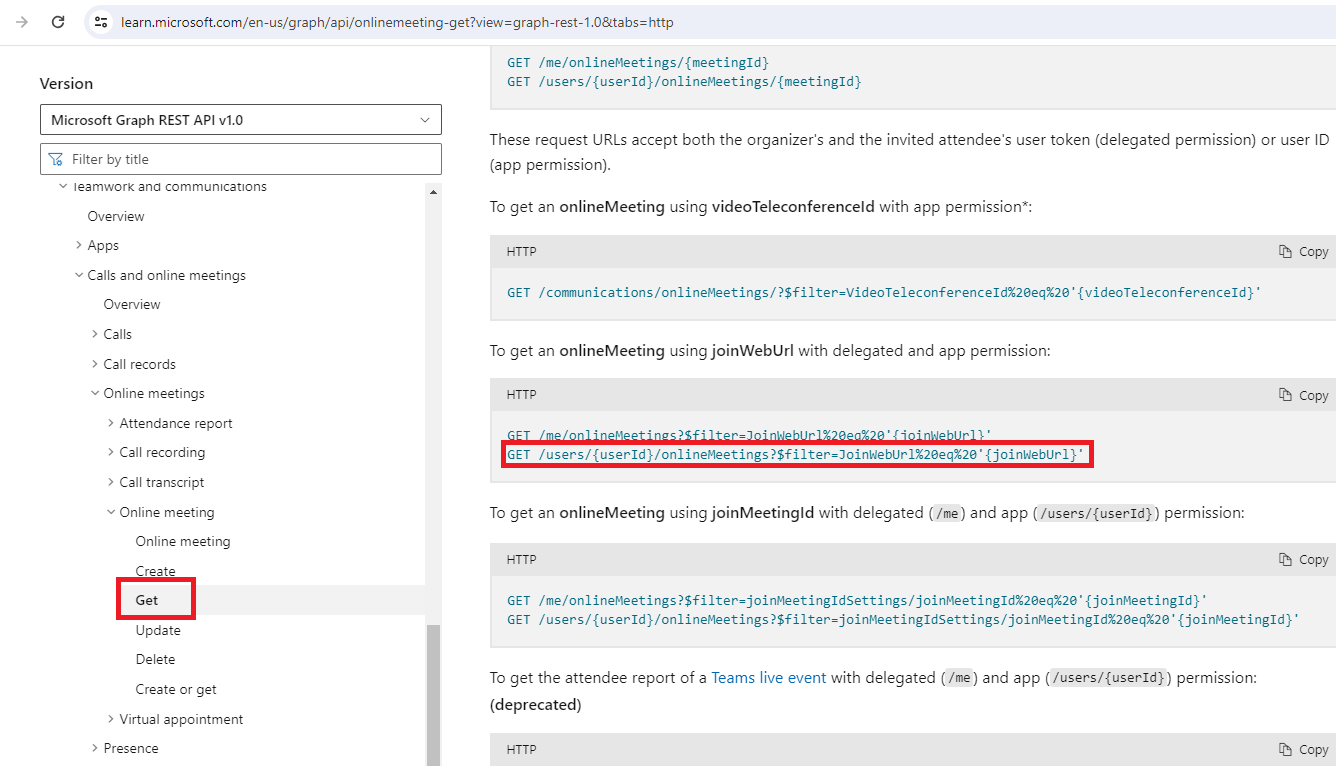 learn.microsoft.com/en-us/graph/api/onlinemeeting-get?view=graph-rest-1.0&tabs=http
Version
Microsoft Graph REST API v1.0
Filter by title
Teamwork and communications
Overview
Apps
Calls and online meetings
Overview
Calls
Call records
Online meetings
Attendance report
Call recording
Call transcript
Online meeting
Online meeting
Create
Get
Update
Delete
Create or get
Virtual appointment
Presence
GET /me/onlineMeetings/{meetingId}
GET /users/{userId}/onlineMeetings/{meetingId}
These request URLs accept both the organizer's and the invited attendee's user token (delegated permission) or user ID
(app permission).
To get an onlineMeeting using videoTeleconferenceId with app permission*:
HTTP Copy
GET /communications/onlineMeetings/?$filter=VideoTeleconferenceId%20eq%20'{videoTeleconferenceId}'
To get an onlineMeeting using joinWebUrl with delegated and app permission:
HTTP Copy
GET /me/onlineMeetings?$filter=JoinWebUrl%20eq%20'{joinWebUrl}'
GET /users/{userId}/onlineMeetings?$filter=JoinWebUrl%20eq%20'{joinWebUrl}'
To get an onlineMeeting using joinMeetingId with delegated (/me) and app (/users/{userId}) permission:
HTTP Copy
GET /me/onlineMeetings?$filter=joinMeetingIdSettings/joinMeetingId%20eq%20'{joinMeetingId}'
GET /users/{userId}/onlineMeetings?$filter=joinMeetingIdSettings/joinMeetingId%20eq%20'{joinMeetingId}'
To get the attendee report of a Teams live event with delegated (/me) and app (/users/{userId}) permission:
(deprecated)
HTTP Copy